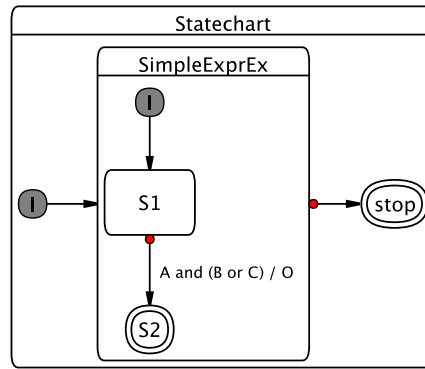 Statechart
SimpleExprEx
I
S1
I
stop
A and (B or C) / O
S2